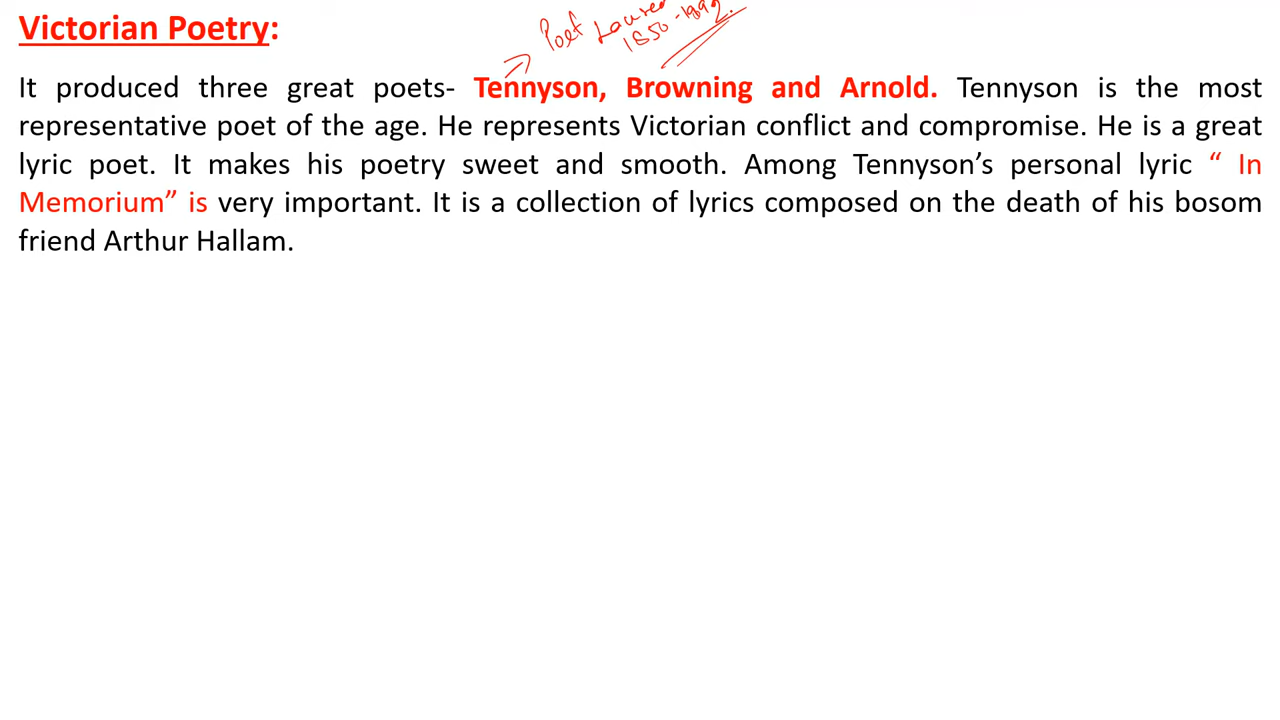 Poet Laurea
1850-1892.
Victorian Poetry:
It produced three great poets- Tennyson, Browning and Arnold. Tennyson is the most
representative poet of the age. He represents Victorian conflict and compromise. He is a great
lyric poet. It makes his poetry sweet and smooth. Among Tennyson’s personal lyric “ In
Memorium” is very important. It is a collection of lyrics composed on the death of his bosom
friend Arthur Hallam.